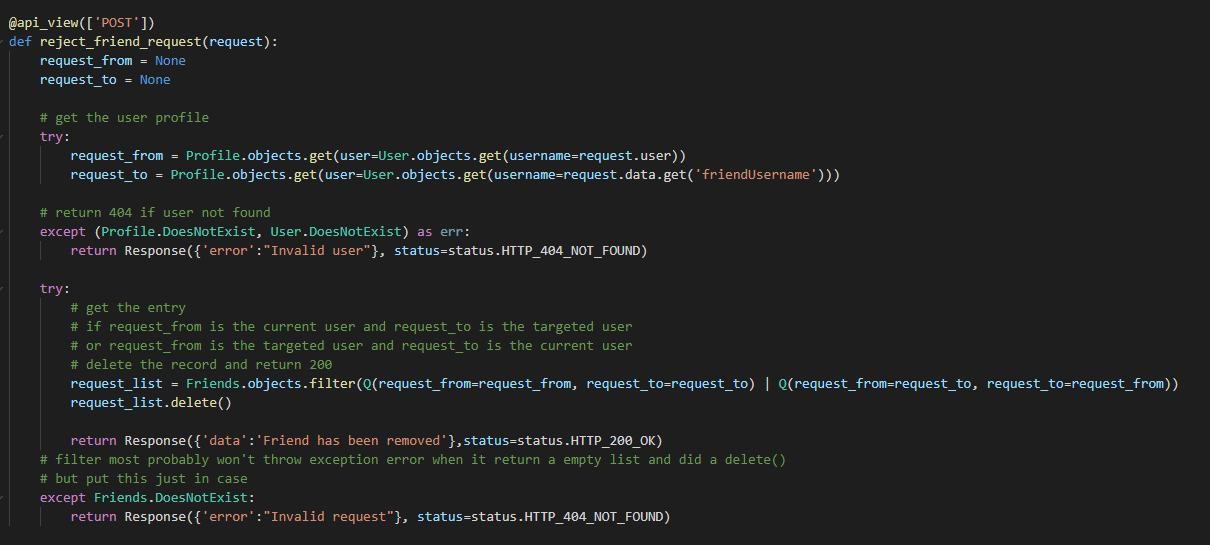 @api_view(['POST'])
def reject_friend_request(request):
    request_from = None
    request_to = None

    # get the user profile
    try:
        request_from = Profile.objects.get(user=User.objects.get(username=request.user))
        request_to = Profile.objects.get(user=User.objects.get(username=request.data.get('friendUsername')))

    # return 404 if user not found
    except (Profile.DoesNotExist, User.DoesNotExist) as err:
        return Response({'error':"Invalid user"}, status=status.HTTP_404_NOT_FOUND)

    try:
        # get the entry
        # if request_from is the current user and request_to is the targeted user
        # or request_from is the targeted user and request_to is the current user
        # delete the record and return 200
        request_list = Friends.objects.filter(Q(request_from=request_from, request_to=request_to) | Q(request_from=request_to, request_to=request_from))
        request_list.delete()

        return Response({'data':'Friend has been removed'},status=status.HTTP_200_OK)
    # filter most probably won't throw exception error when it return a empty list and did a delete()
    # but put this just in case
    except Friends.DoesNotExist:
        return Response({'error':"Invalid request"}, status=status.HTTP_404_NOT_FOUND)